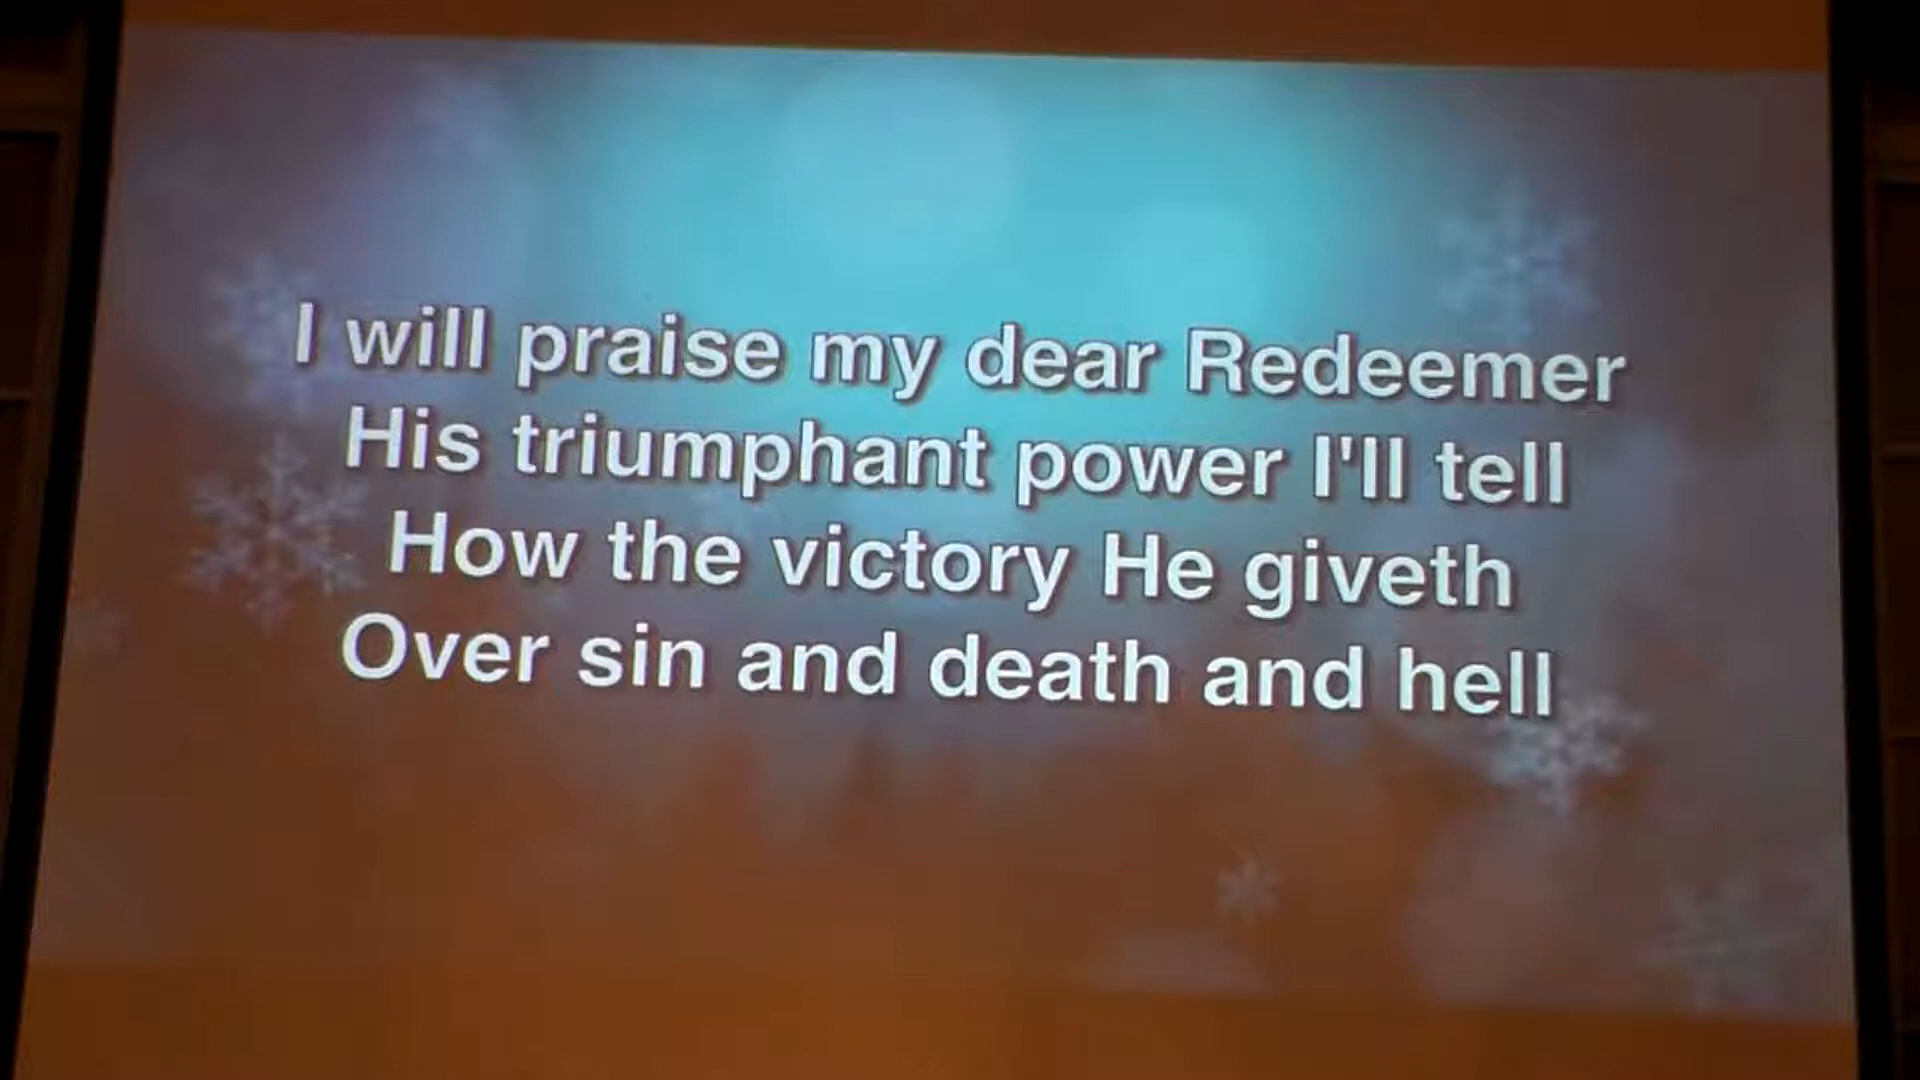 I will praise my dear Redeemer
His triumphant power I'll tell
How the victory He giveth
Over sin and death and hell